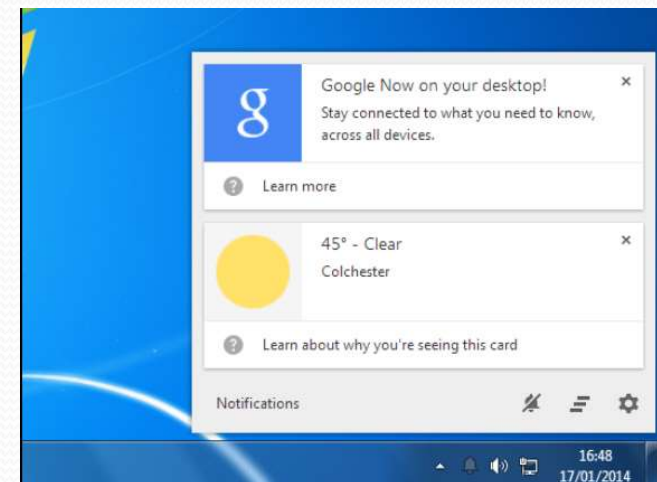 g
Google Now on your desktop!
Stay connected to what you need to know,
across all devices.
Learn more
45° - Clear
Colchester
Learn about why you're seeing this card
Notifications
16:48
17/01/2014